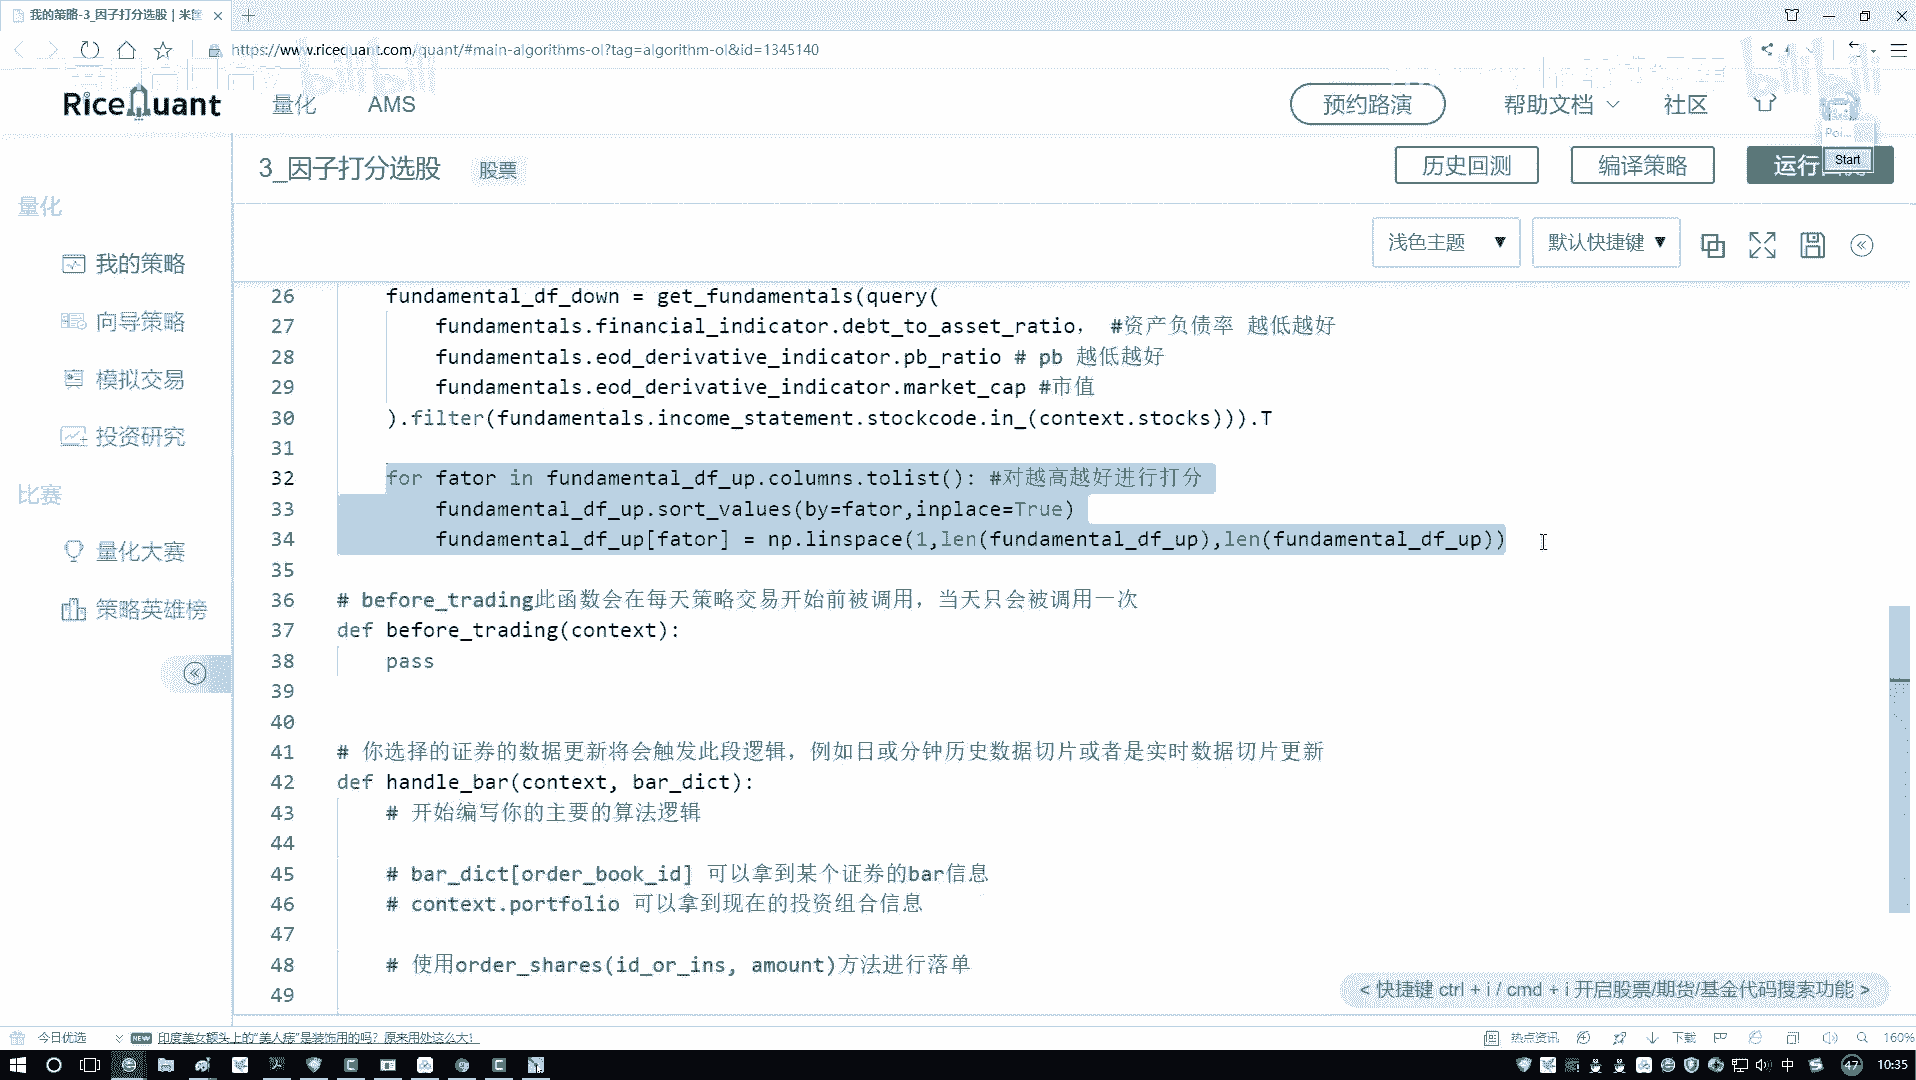 我的策略-3_因子打分选股 | 米
https://www.ricequant.com/quant/#main-algorithms-ol?tag=algorithm-ol&id=1345140
RiceQuant
量化
AMS
预约路演
帮助文档
社区
3_因子打分选股
股票
历史回测
编译策略
运行
Start
量化
我的策略
向导策略
模拟交易
投资研究
比赛
量化大赛
策略英雄榜
浅色主题 ▼
默认快捷键 ▼
26 fundamental_df_down = get_fundamentals(query(
27 fundamentals.financial_indicator.debt_to_asset_ratio， #资产负债率 越低越好
28 fundamentals.eod_derivative_indicator.pb_ratio # pb 越低越好
29 fundamentals.eod_derivative_indicator.market_cap #市值
30 ).filter(fundamentals.income_statement.stockcode.in_(context.stocks))).T
31
32 for fator in fundamental_df_up.columns.tolist(): #对越高越好进行打分
33 fundamental_df_up.sort_values(by=fator,inplace=True)
34 fundamental_df_up[fator] = np.linspace(1,len(fundamental_df_up),len(fundamental_df_up))
35
36 # before_trading此函数会在每天策略交易开始前被调用，当天只会被调用一次
37 def before_trading(context):
38 pass
39
40
41 # 你选择的证券的数据更新将会触发此段逻辑，例如日或分钟历史数据切片或者是实时数据切片更新
42 def handle_bar(context, bar_dict):
43 # 开始编写你的主要的算法逻辑
44
45 # bar_dict[order_book_id] 可以拿到某个证券的bar信息
46 # context.portfolio 可以拿到现在的投资组合信息
47
48 # 使用order_shares(id_or_ins, amount)方法进行落单
49
< 快捷键 ctrl + i / cmd + i 开启股票/期货/基金代码搜索功能 >
今日优选
NEW
印度美女额头上的"美人痣"是装饰用的吗？原来用处这么大！
热点资讯
下载
160%
中
47
10:35